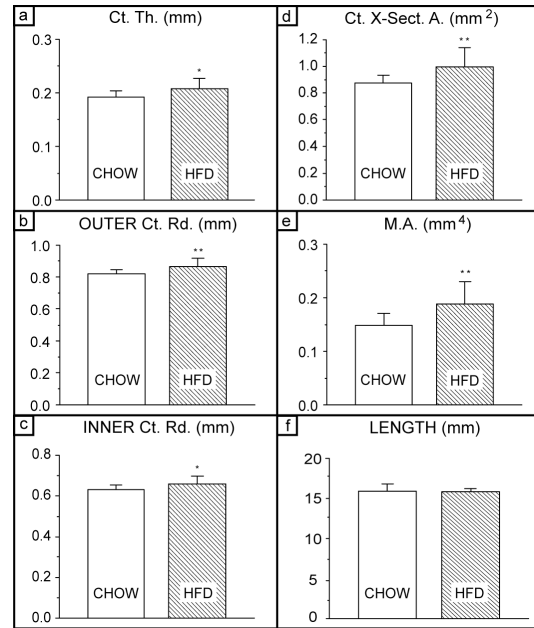 a
Ct. Th. (mm)
0.3
0.2
0.1
0.0
*
CHOW
HFD
b
OUTER Ct. Rd. (mm)
1.0
0.8
0.6
0.4
0.2
0.0
**
CHOW
HFD
c
INNER Ct. Rd. (mm)
0.8
0.6
0.4
0.2
0.0
*
CHOW
HFD
d
Ct. X-Sect. A. (mm²)
1.2
1.0
0.8
0.6
0.4
0.2
0.0
**
CHOW
HFD
e
M.A. (mm⁴)
0.3
0.2
0.1
0.0
**
CHOW
HFD
f
LENGTH (mm)
20
15
10
5
0
CHOW
HFD